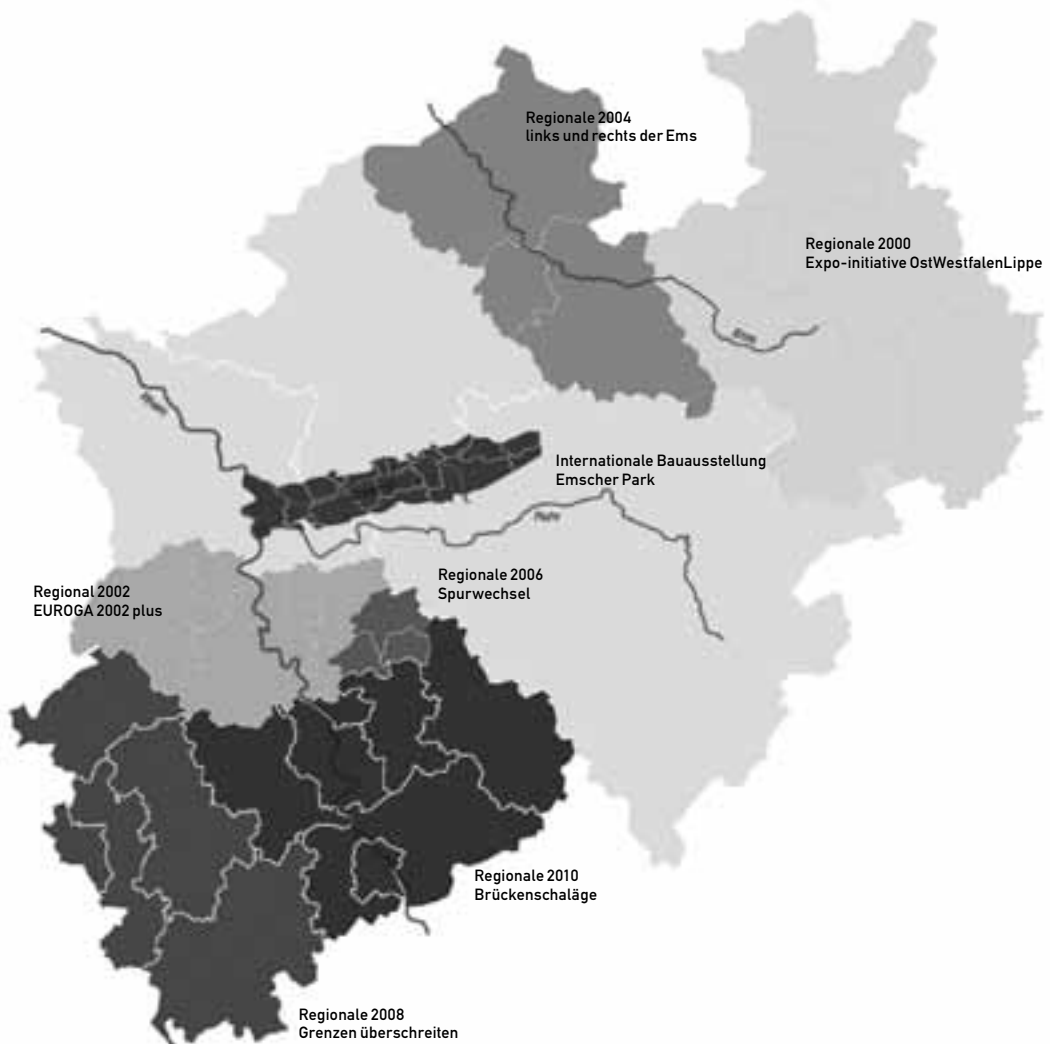 Regionale 2004
links und rechts der Ems
Regionale 2000
Expo-initiative OstWestfalenLippe
Ems
Rhein
Internationale Bauausstellung
Emscher Park
Ruhr
Regional 2002
EUROGA 2002 plus
Regionale 2006
Spurwechsel
Regionale 2010
Brückenschaläge
Regionale 2008
Grenzen überschreiten